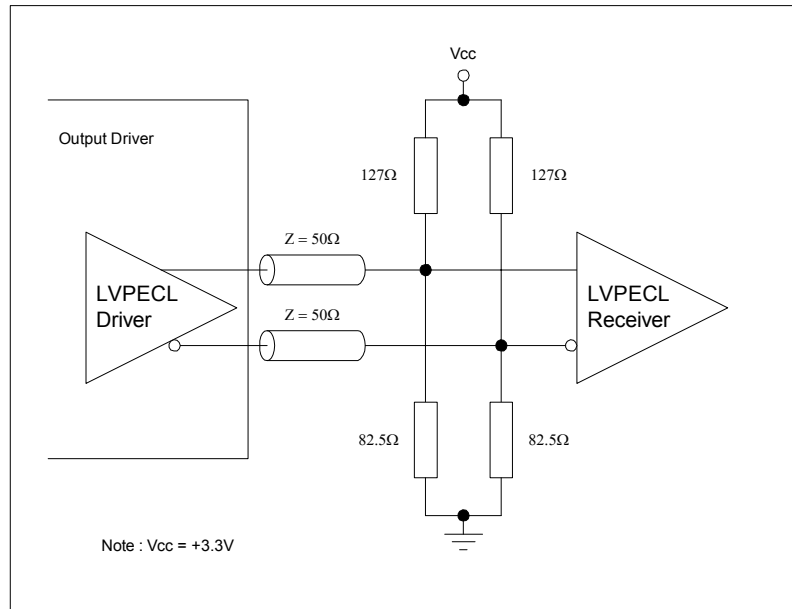 Vcc
Output Driver
127Ω
127Ω
Z = 50Ω
LVPECL
Driver
Z = 50Ω
LVPECL
Receiver
82.5Ω
82.5Ω
Note : Vcc = +3.3V